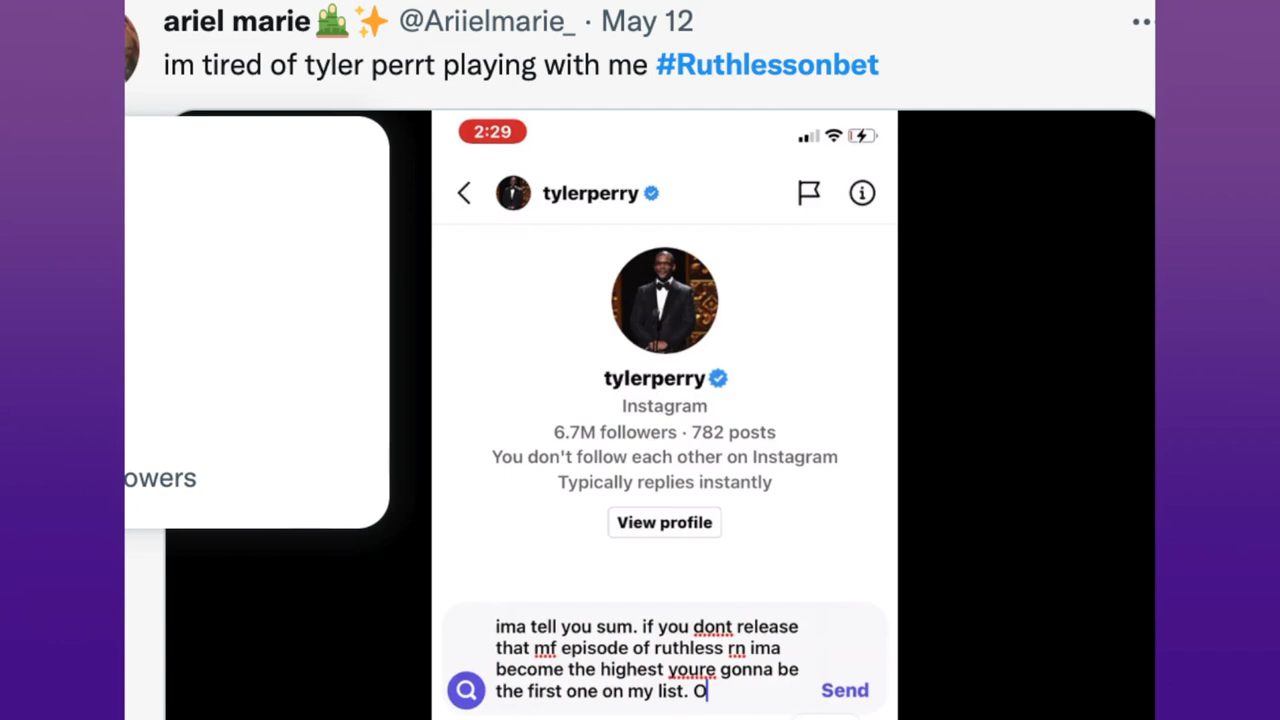 ariel marie🎍✨ @Ariielmarie_ · May 12
im tired of tyler perrt playing with me #Ruthlessonbet
2:29
tylerperry
tylerperry
Instagram
6.7M followers · 782 posts
You don't follow each other on Instagram
Typically replies instantly
View profile
owers
ima tell you sum. if you dont release
that mf episode of ruthless rn ima
become the highest youre gonna be
the first one on my list. O
Send